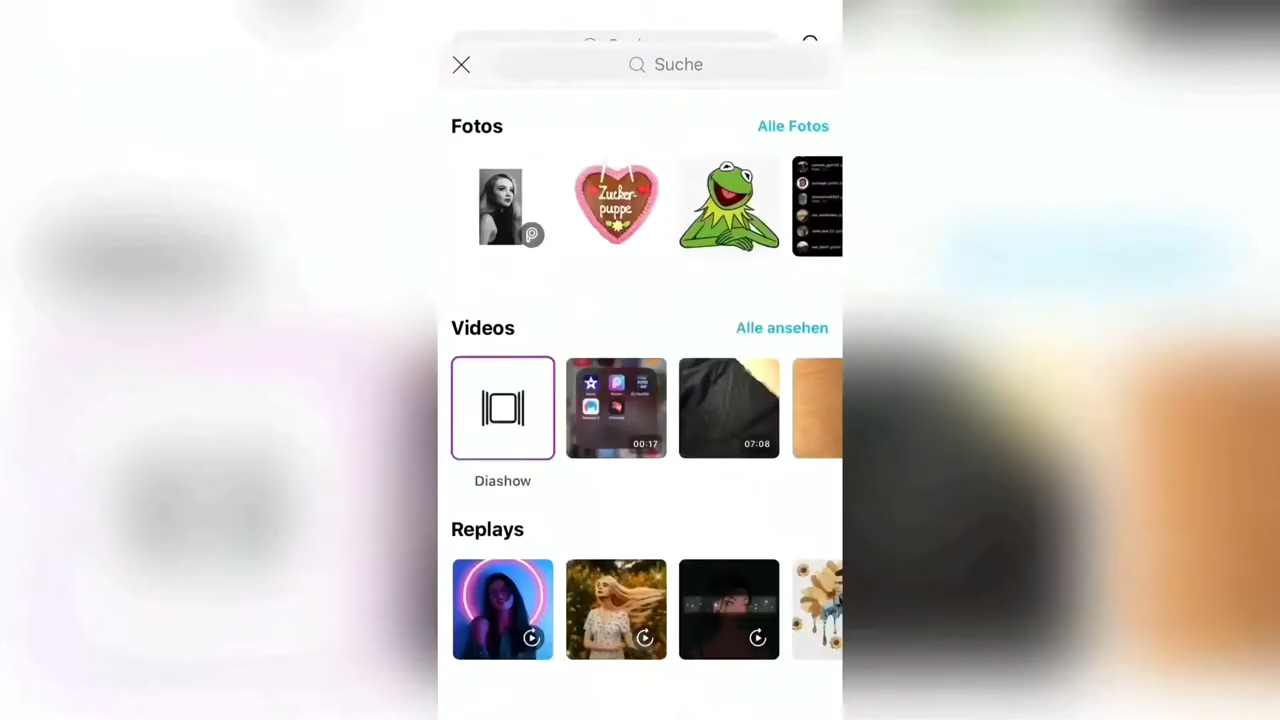 Suche
Fotos
Alle Fotos
Zucker-
puppe
Videos
Alle ansehen
00:17
07:08
Diashow
Replays